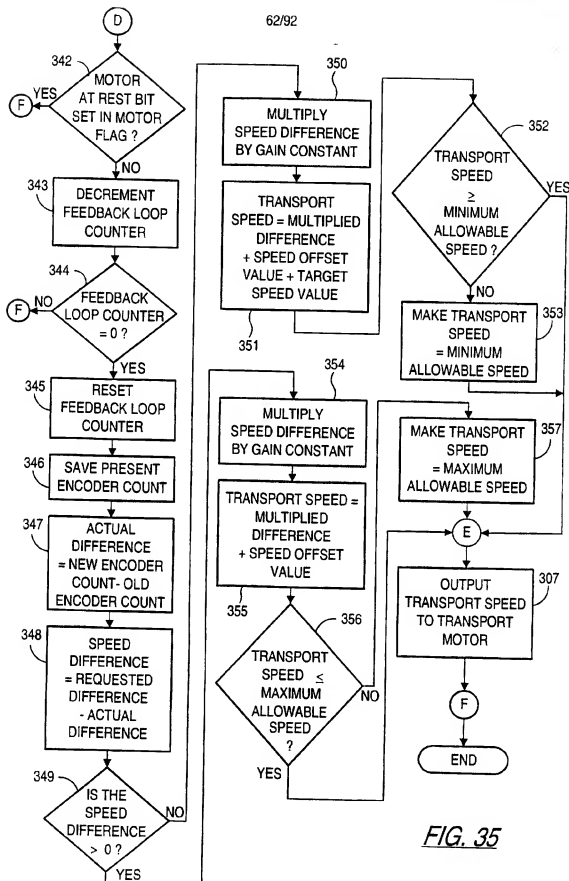 62/92
D
342
MOTOR
AT REST BIT
SET IN MOTOR
FLAG ?
YES
F
NO
343
DECREMENT
FEEDBACK LOOP
COUNTER
344
FEEDBACK
LOOP COUNTER
= 0 ?
NO
F
YES
345
RESET
FEEDBACK LOOP
COUNTER
346
SAVE PRESENT
ENCODER COUNT
347
ACTUAL
DIFFERENCE
= NEW ENCODER
COUNT- OLD
ENCODER COUNT
348
SPEED
DIFFERENCE
= REQUESTED
DIFFERENCE
- ACTUAL
DIFFERENCE
349
IS THE
SPEED
DIFFERENCE
> 0 ?
NO
YES
350
MULTIPLY
SPEED DIFFERENCE
BY GAIN CONSTANT
TRANSPORT
SPEED = MULTIPLIED
DIFFERENCE
+ SPEED OFFSET
VALUE + TARGET
SPEED VALUE
351
352
TRANSPORT
SPEED
≥
MINIMUM
ALLOWABLE
SPEED ?
YES
NO
MAKE TRANSPORT
SPEED
= MINIMUM
ALLOWABLE SPEED
353
354
MULTIPLY
SPEED DIFFERENCE
BY GAIN CONSTANT
TRANSPORT SPEED =
MULTIPLIED
DIFFERENCE
+ SPEED OFFSET
VALUE
355
356
TRANSPORT
SPEED ≤
MAXIMUM
ALLOWABLE
SPEED
?
NO
YES
MAKE TRANSPORT
SPEED
= MAXIMUM
ALLOWABLE SPEED
357
E
OUTPUT
TRANSPORT SPEED
TO TRANSPORT
MOTOR
307
F
END
FIG. 35